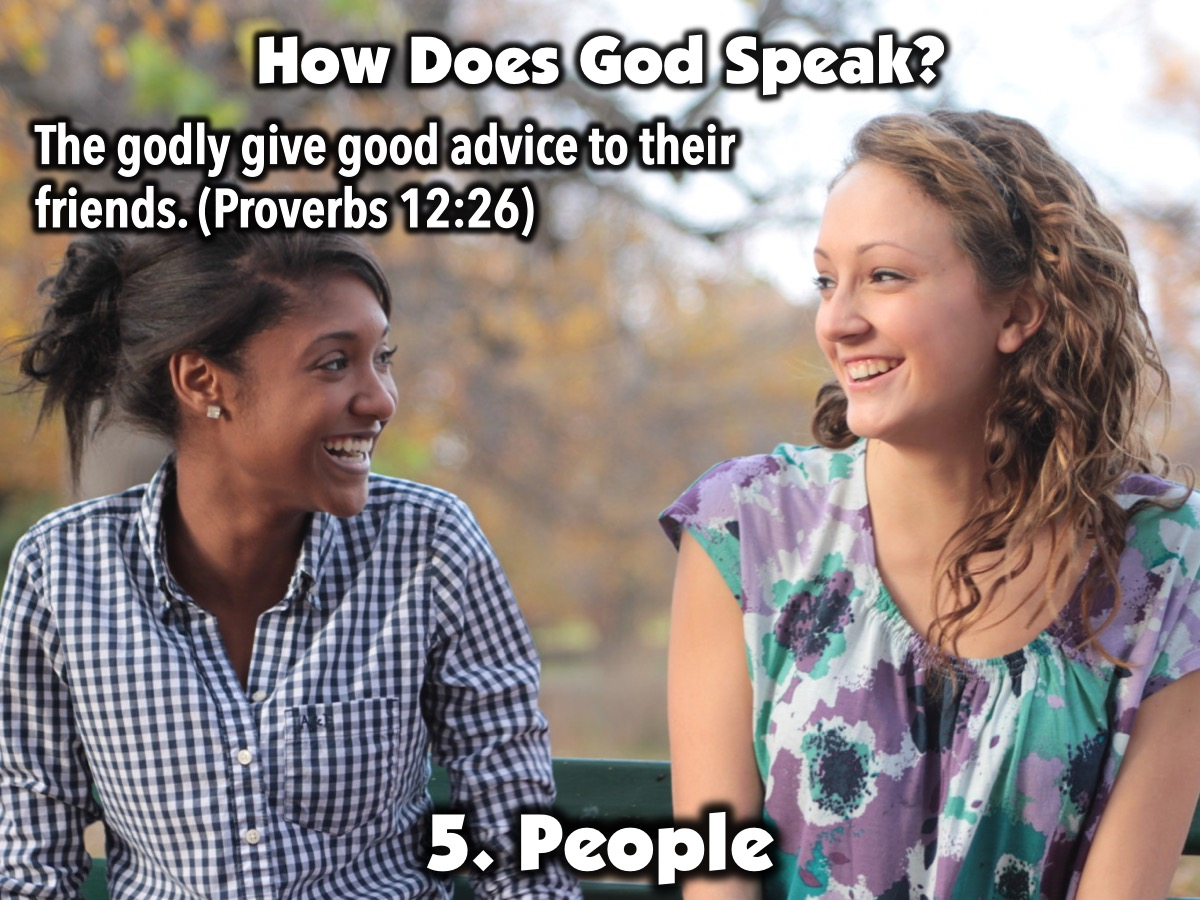 How Does God Speak?
The godly give good advice to their
friends. (Proverbs 12:26)
5. People